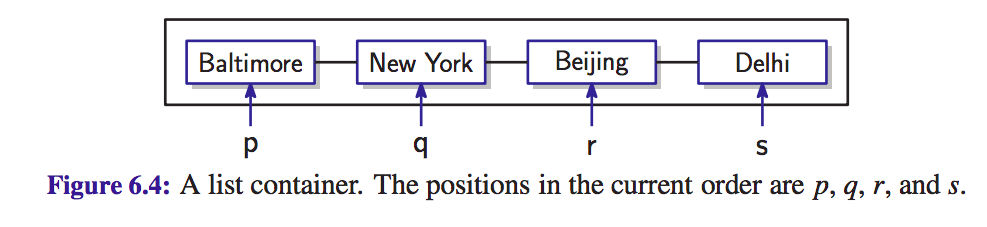 Baltimore New York Beijing Delhi
p q r s
Figure 6.4: A list container. The positions in the current order are p, q, r, and s.